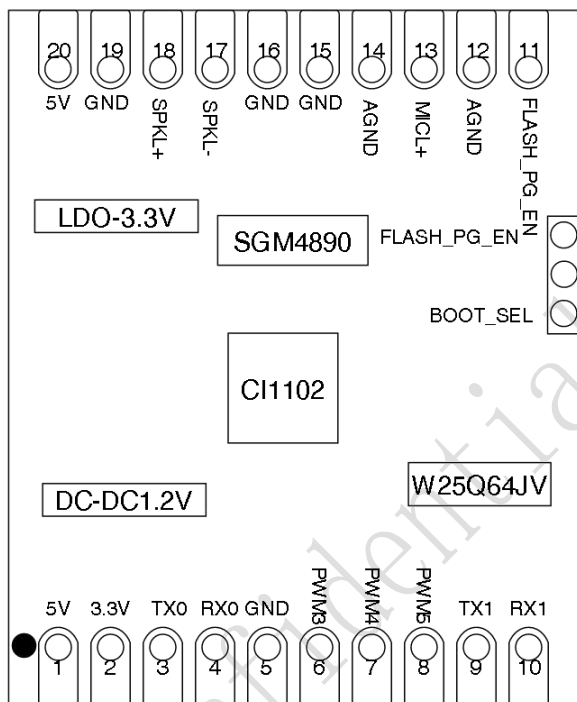 20 19 18 17 16 15 14 13 12 11
5V GND SPKL+ SPKL- GND GND AGND MICL+ AGND FLASH_PG_EN
LDO-3.3V
SGM4890
FLASH_PG_EN
BOOT_SEL
CI1102
DC-DC1.2V
W25Q64JV
5V 3.3V TX0 RX0 GND PWM3 PWM4 PWM5 TX1 RX1
1 2 3 4 5 6 7 8 9 10
nfidentia